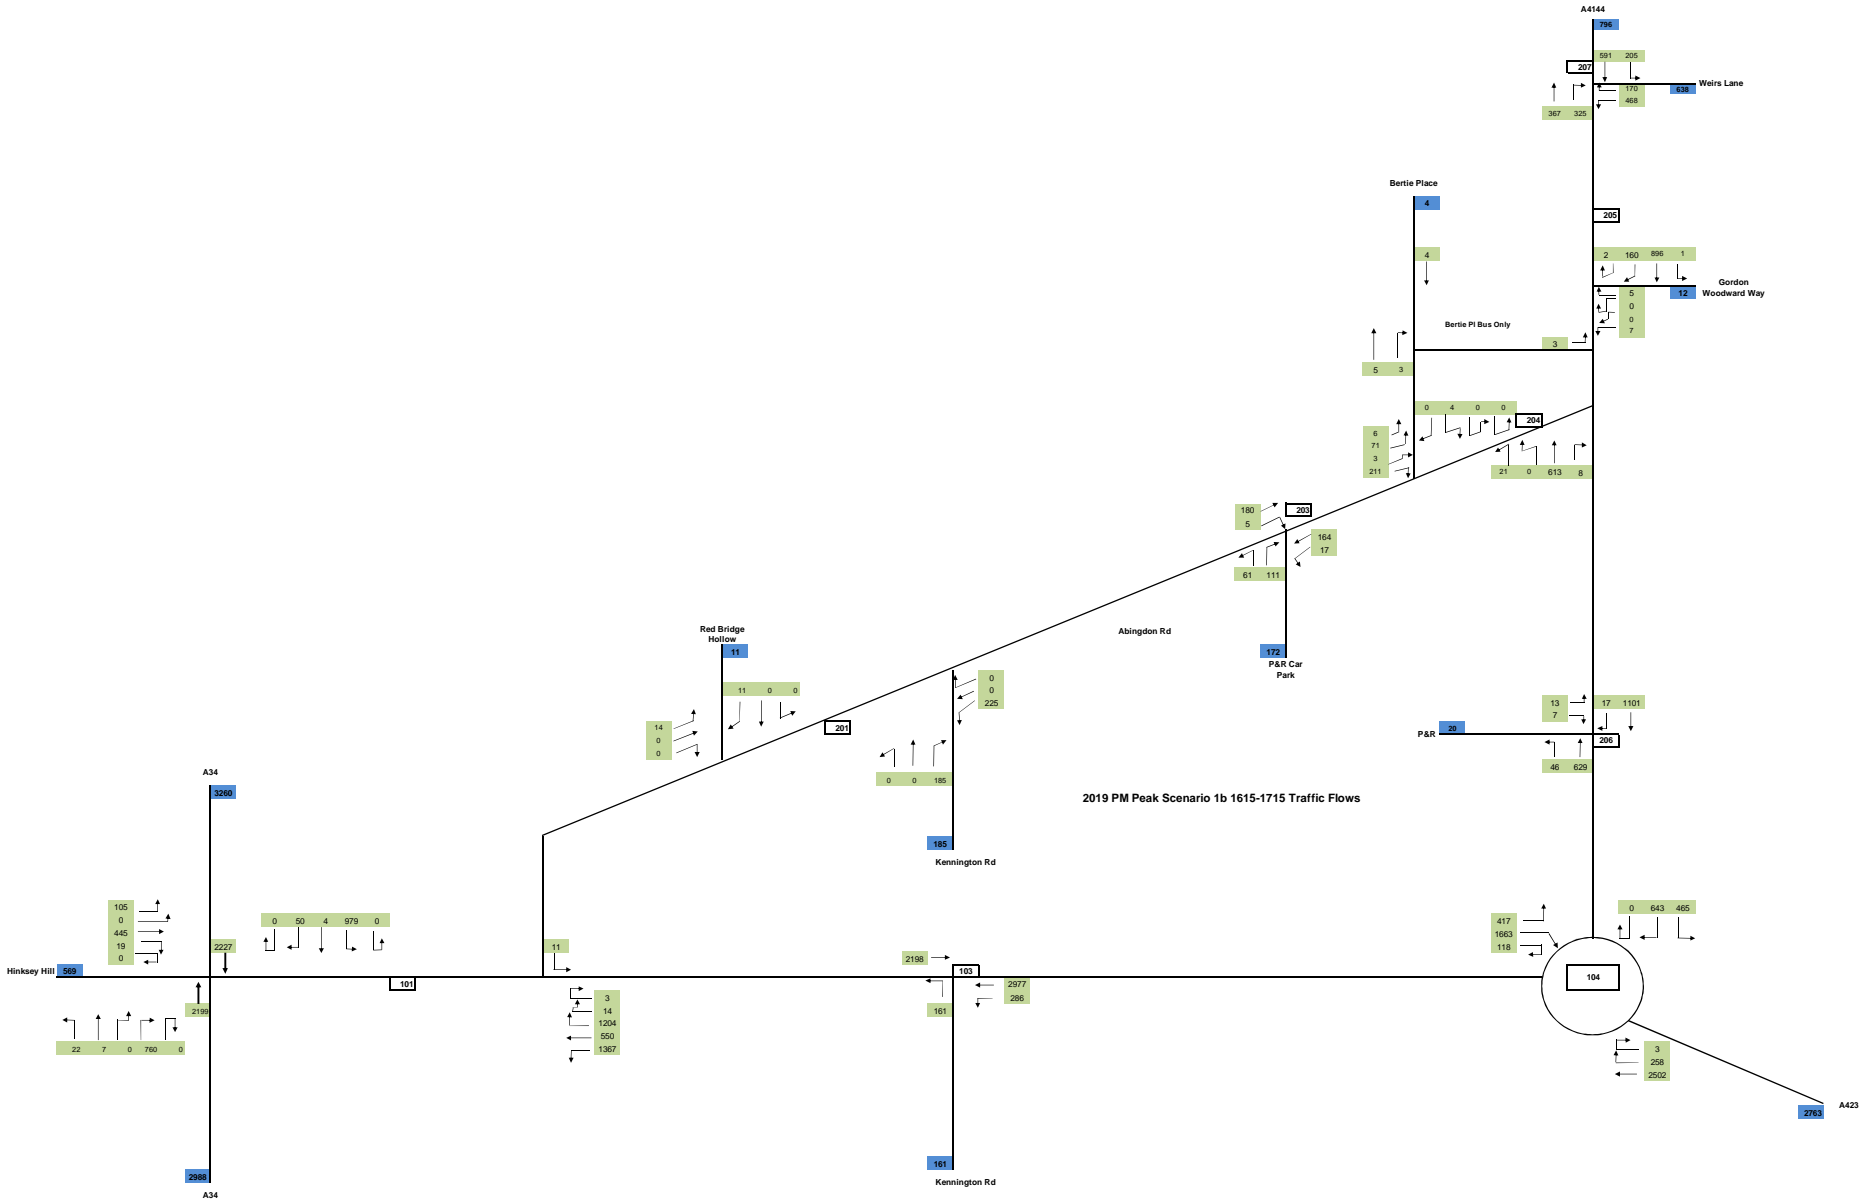 A4144
796
591 205
207
Weirs Lane
170
638
468
367 325
Bertie Place
4
205
4
2 160 896 1
Gordon
Woodward Way
5
12
0
0
7
Bertie Pl Bus Only
3
5 3
0 4 0 0
204
6
71
3
211
21 0 613 8
180
203
5
164
17
61 111
Red Bridge
Hollow
11
Abingdon Rd
172
P&R Car
Park
0
0
225
11 0 0
14
0
0
201
13
7
17 1101
P&R
20
206
46 629
0 0 185
A34
3260
2019 PM Peak Scenario 1b 1615-1715 Traffic Flows
185
Kennington Rd
105
0
445
19
0
0 50 4 979 0
2227
11
417
1663
118
0 643 465
2198
Hinksey Hill
569
101
103
104
2977
286
2199
161
3
14
1204
550
1367
22 7 0 760 0
3
258
2502
A423
2763
161
2988
Kennington Rd
A34